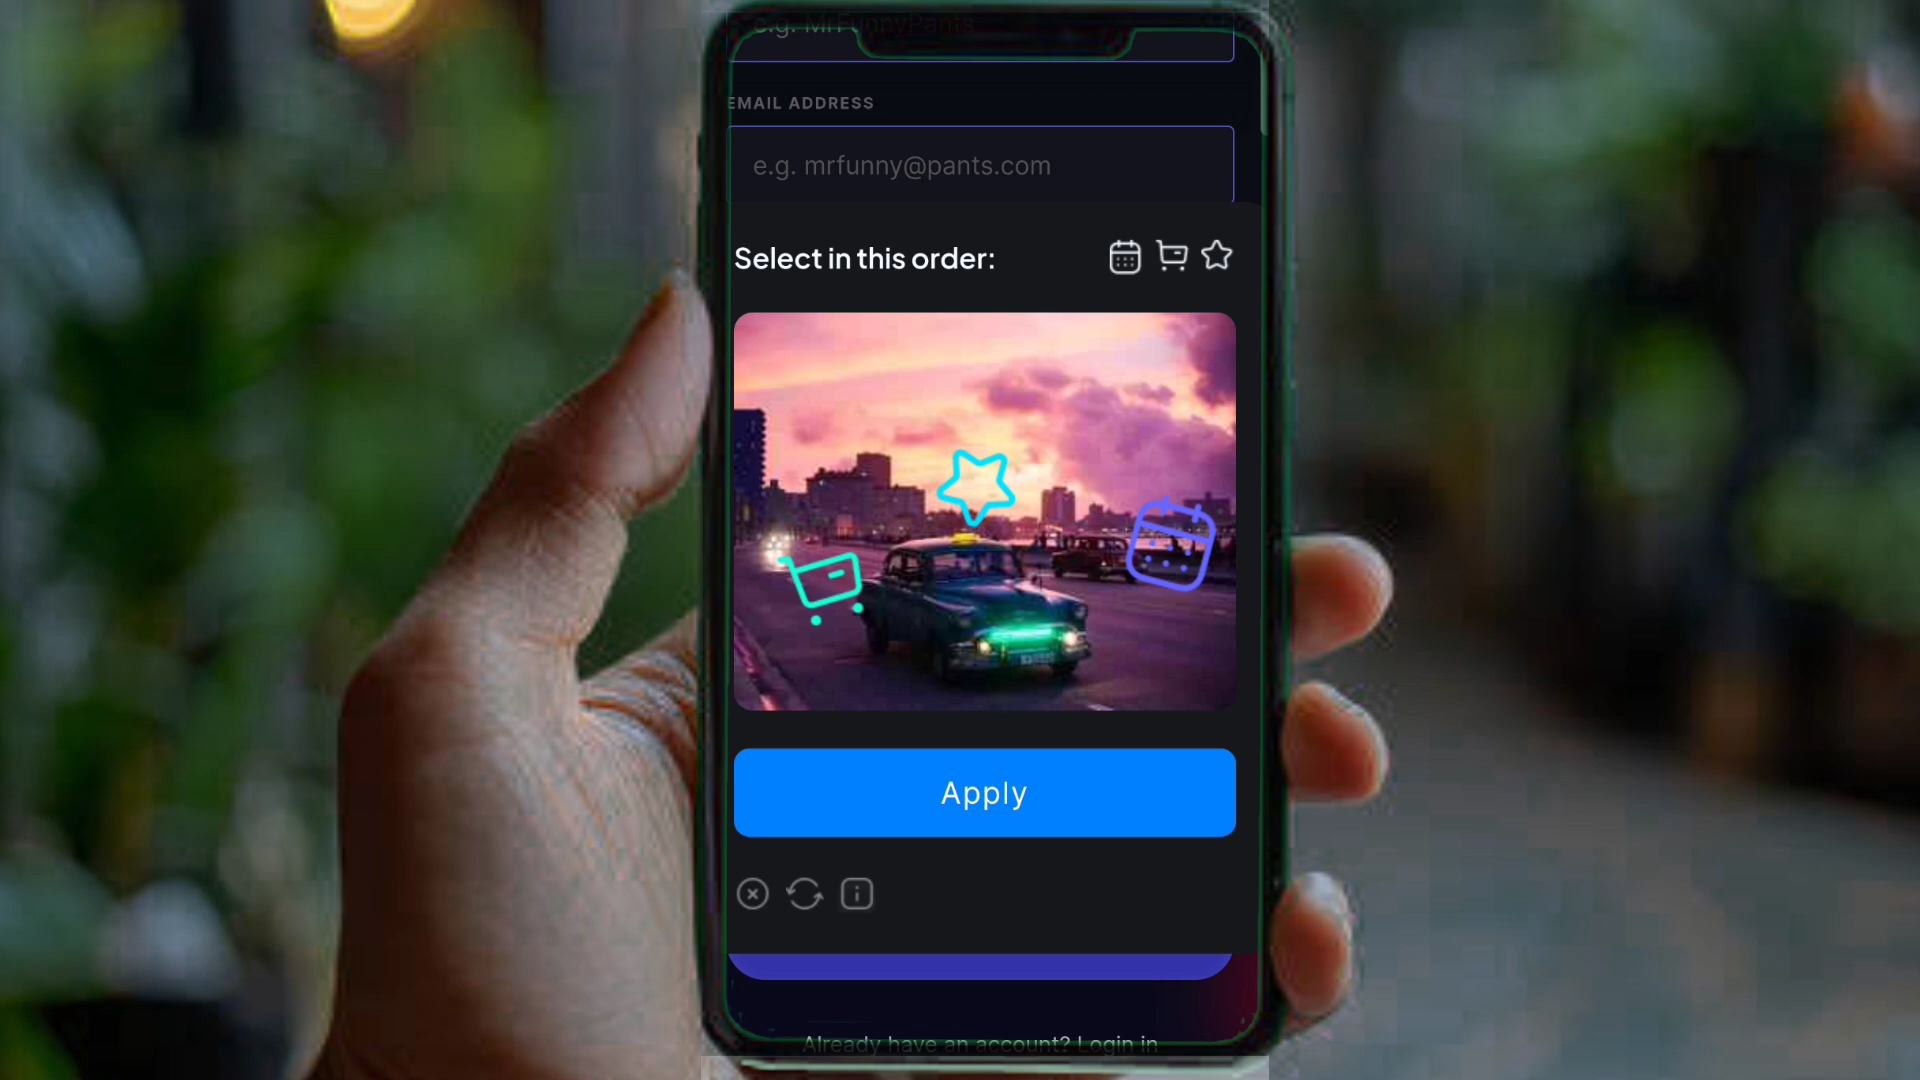 e.g. MrFunnyPants
EMAIL ADDRESS
e.g. mrfunny@pants.com
Select in this order:
Apply
Already have an account? Login in